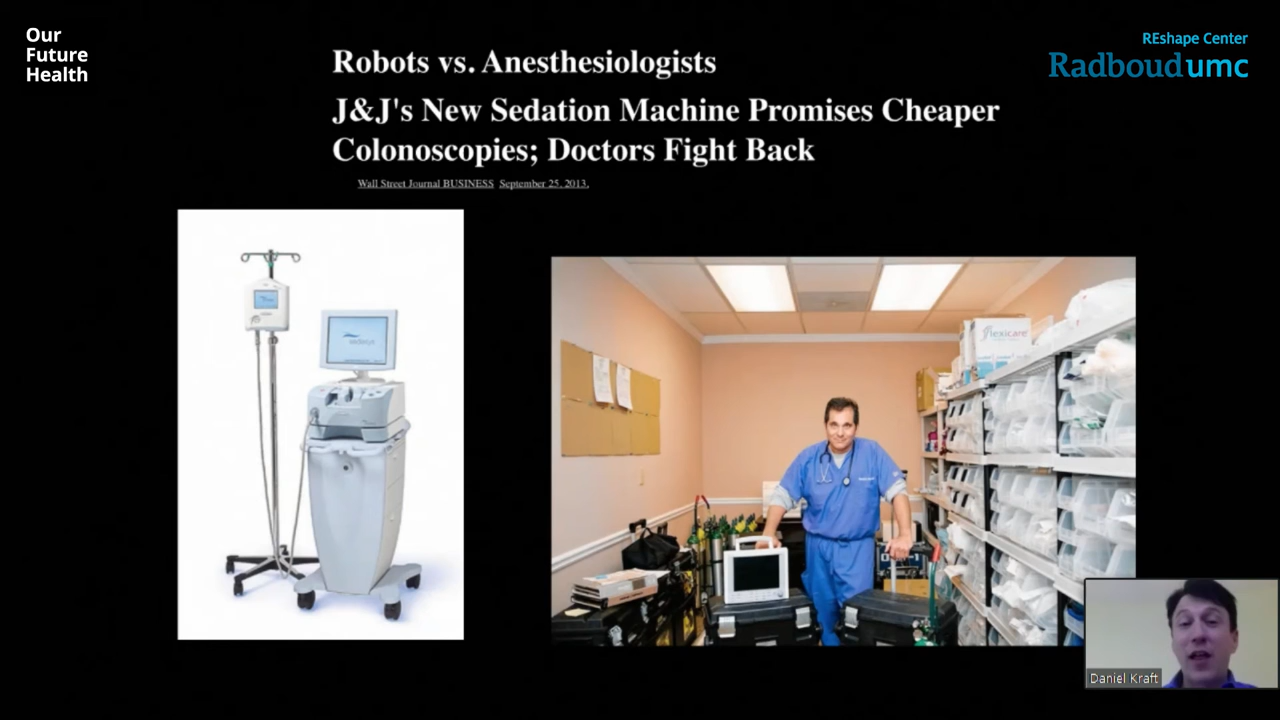 Our
Future
Health
REshape Center
Radboudumc
Robots vs. Anesthesiologists
J&J's New Sedation Machine Promises Cheaper
Colonoscopies; Doctors Fight Back
Wall Street Journal BUSINESS September 25, 2013,
flexicare
Daniel Kraft